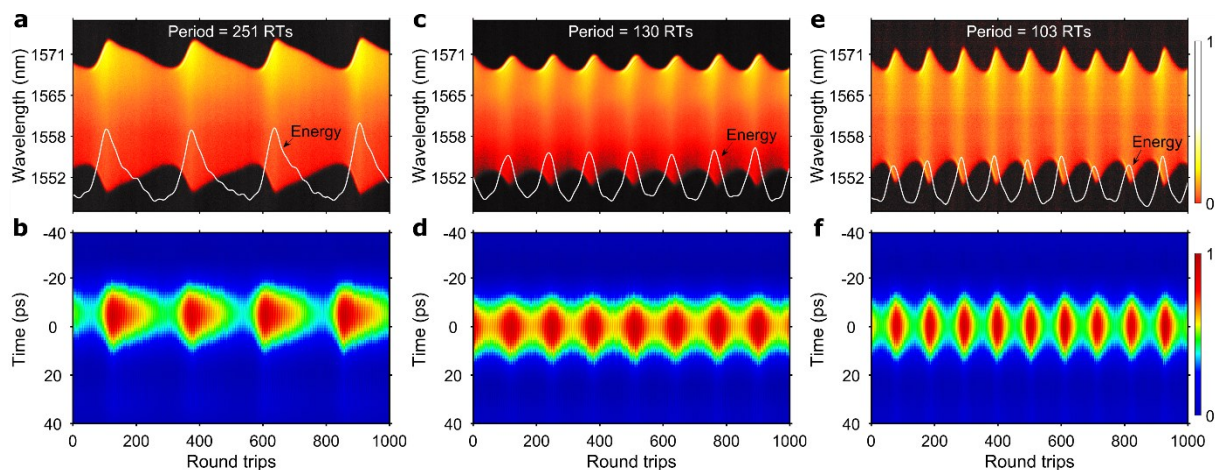 a
Period = 251 RTs
Wavelength (nm)
1571
1565
1558
1552
Energy
c
Period = 130 RTs
Wavelength (nm)
1571
1565
1558
1552
Energy
e
Period = 103 RTs
Wavelength (nm)
1571
1565
1558
1552
Energy
1
0
b
Time (ps)
-40
-20
0
20
40
0 200 400 600 800 1000
Round trips
d
Time (ps)
-40
-20
0
20
40
0 200 400 600 800 1000
Round trips
f
Time (ps)
-40
-20
0
20
40
0 200 400 600 800 1000
Round trips
1
0